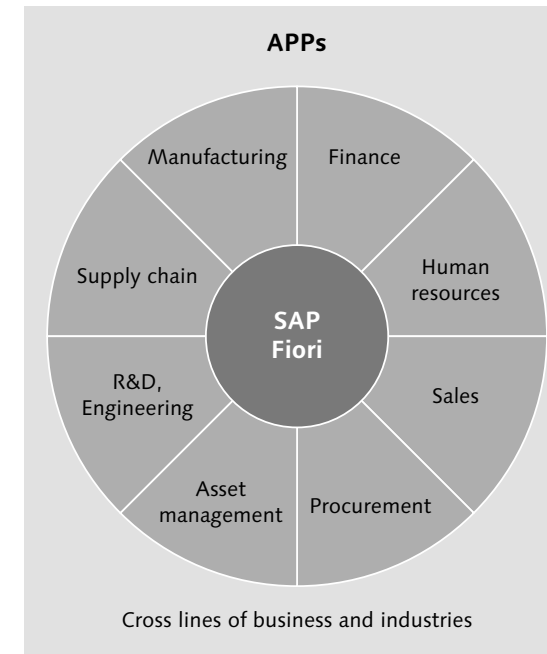 APPs
Manufacturing
Finance
Supply chain
Human
resources
SAP
Fiori
R&D,
Engineering
Sales
Asset
management
Procurement
Cross lines of business and industries